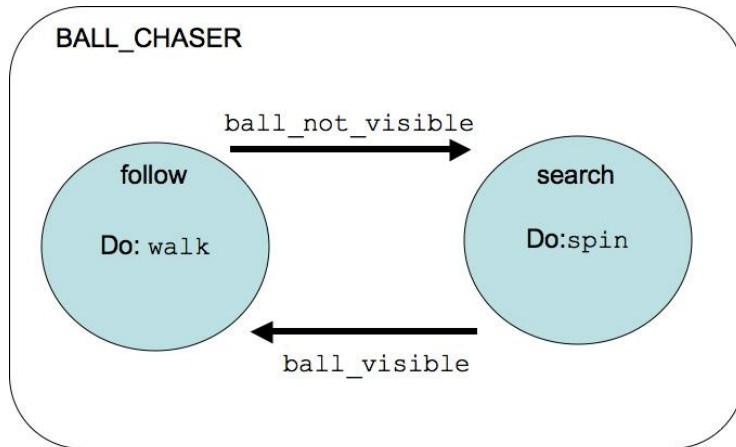 BALL_CHASER
ball_not_visible
follow
search
Do: walk
Do:spin
ball_visible